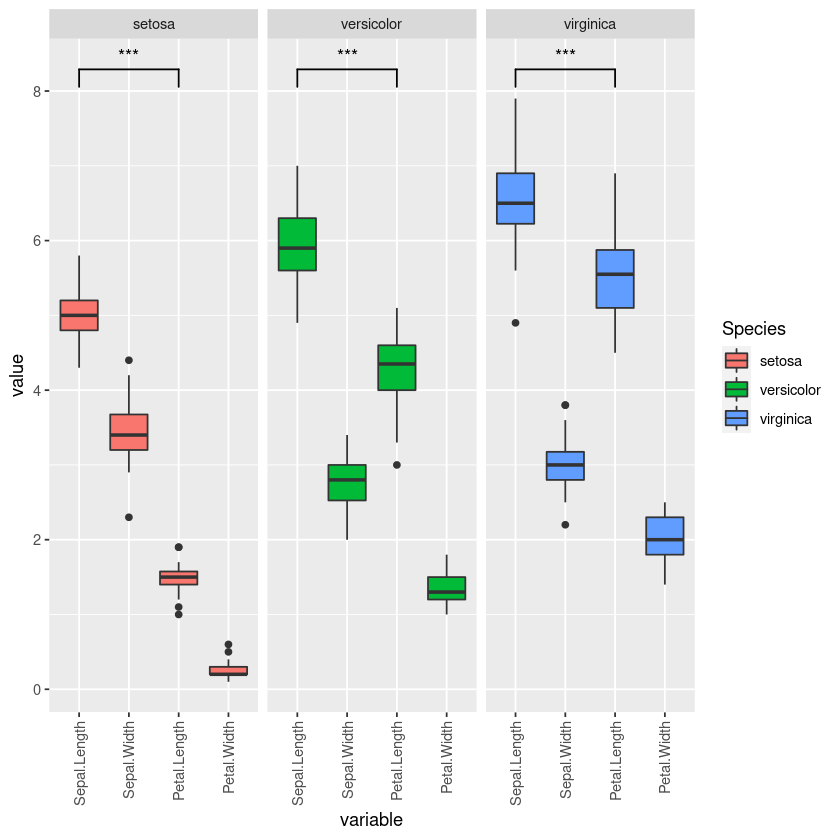 setosa
versicolor
virginica
***
***
***
8
6
4
2
0
value
Sepal.Length
Sepal.Width
Petal.Length
Petal.Width
Sepal.Length
Sepal.Width
Petal.Length
Petal.Width
Sepal.Length
Sepal.Width
Petal.Length
Petal.Width
variable
Species
setosa
versicolor
virginica